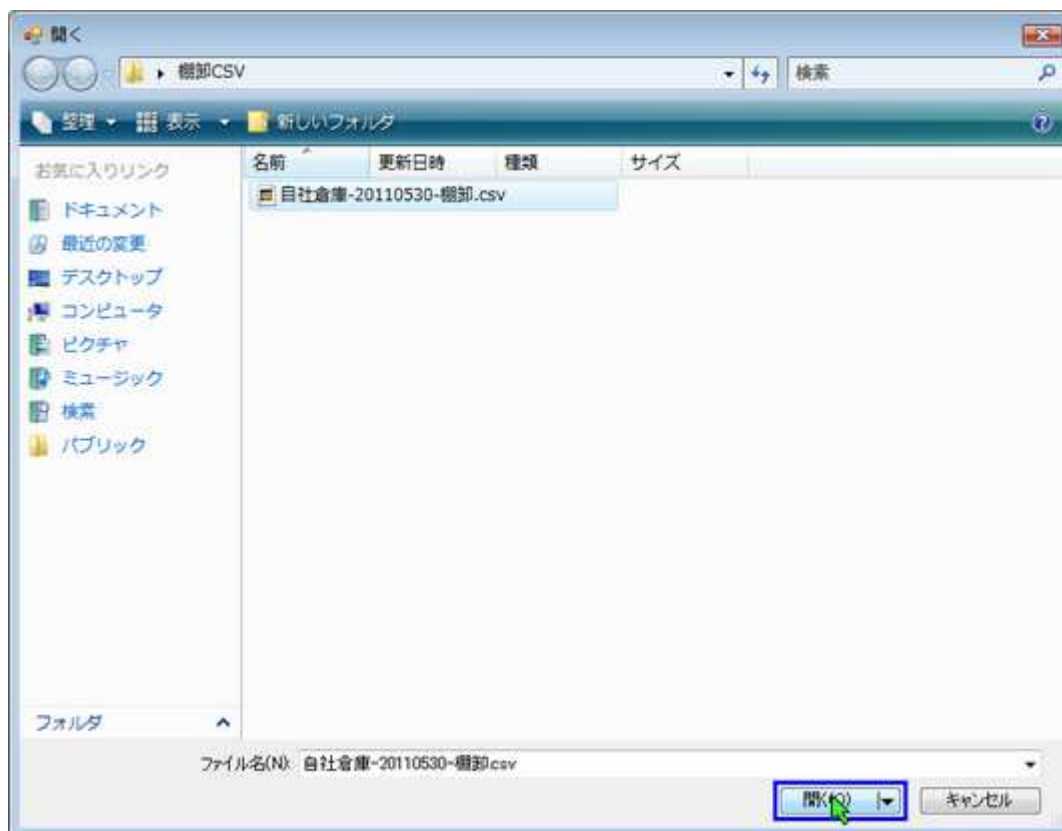 開く
棚卸CSV 検索
整理 表示 新しいフォルダ
お気に入りリンク
名前 更新日時 種類 サイズ
自社倉庫-20110530-棚卸.csv
ドキュメント
最近の変更
デスクトップ
コンピュータ
ピクチャ
ミュージック
検索
パブリック
フォルダ
ファイル名(N): 自社倉庫-20110530-棚卸.csv
開く(O) キャンセル